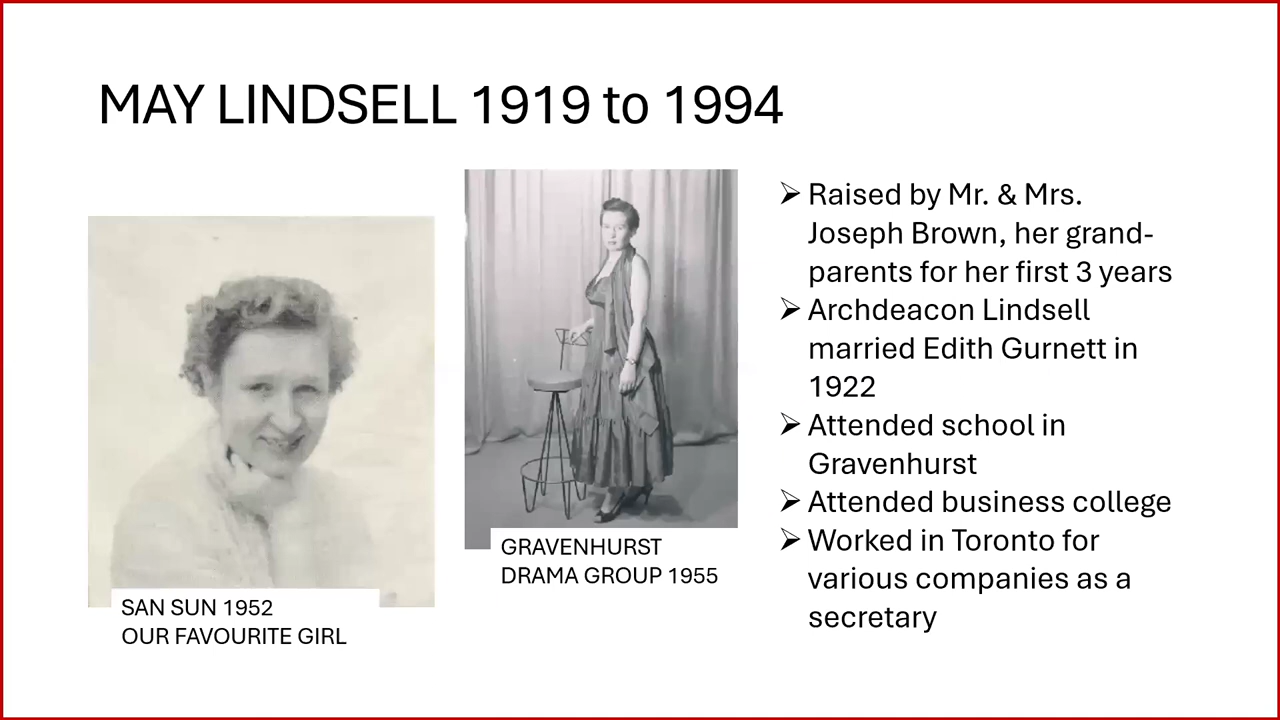 MAY LINDSELL 1919 to 1994
SAN SUN 1952
OUR FAVOURITE GIRL
GRAVENHURST
DRAMA GROUP 1955
➢ Raised by Mr. & Mrs.
Joseph Brown, her grand-
parents for her first 3 years
➢ Archdeacon Lindsell
married Edith Gurnett in
1922
➢ Attended school in
Gravenhurst
➢ Attended business college
➢ Worked in Toronto for
various companies as a
secretary